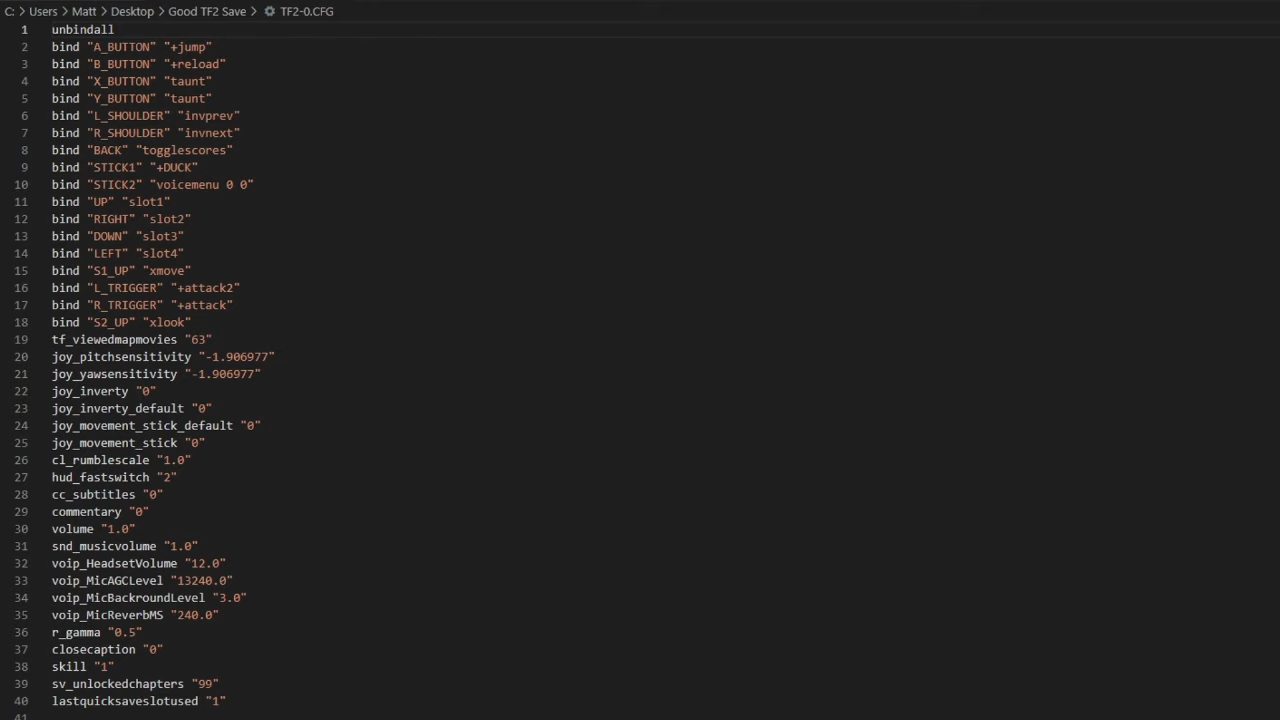 C: > Users > Matt > Desktop > Good TF2 Save > TF2-0.CFG
1 unbindall
2 bind "A_BUTTON" "+jump"
3 bind "B_BUTTON" "+reload"
4 bind "X_BUTTON" "taunt"
5 bind "Y_BUTTON" "taunt"
6 bind "L_SHOULDER" "invprev"
7 bind "R_SHOULDER" "invnext"
8 bind "BACK" "togglescores"
9 bind "STICK1" "+DUCK"
10 bind "STICK2" "voicemenu 0 0"
11 bind "UP" "slot1"
12 bind "RIGHT" "slot2"
13 bind "DOWN" "slot3"
14 bind "LEFT" "slot4"
15 bind "S1_UP" "xmove"
16 bind "L_TRIGGER" "+attack2"
17 bind "R_TRIGGER" "+attack"
18 bind "S2_UP" "xlook"
19 tf_viewedmapmovies "63"
20 joy_pitchsensitivity "-1.906977"
21 joy_yawsensitivity "-1.906977"
22 joy_inverty "0"
23 joy_inverty_default "0"
24 joy_movement_stick_default "0"
25 joy_movement_stick "0"
26 cl_rumblescale "1.0"
27 hud_fastswitch "2"
28 cc_subtitles "0"
29 commentary "0"
30 volume "1.0"
31 snd_musicvolume "1.0"
32 voip_HeadsetVolume "12.0"
33 voip_MicAGCLevel "13240.0"
34 voip_MicBackroundLevel "3.0"
35 voip_MicReverbMS "240.0"
36 r_gamma "0.5"
37 closecaption "0"
38 skill "1"
39 sv_unlockedchapters "99"
40 lastquicksaveslotused "1"
41